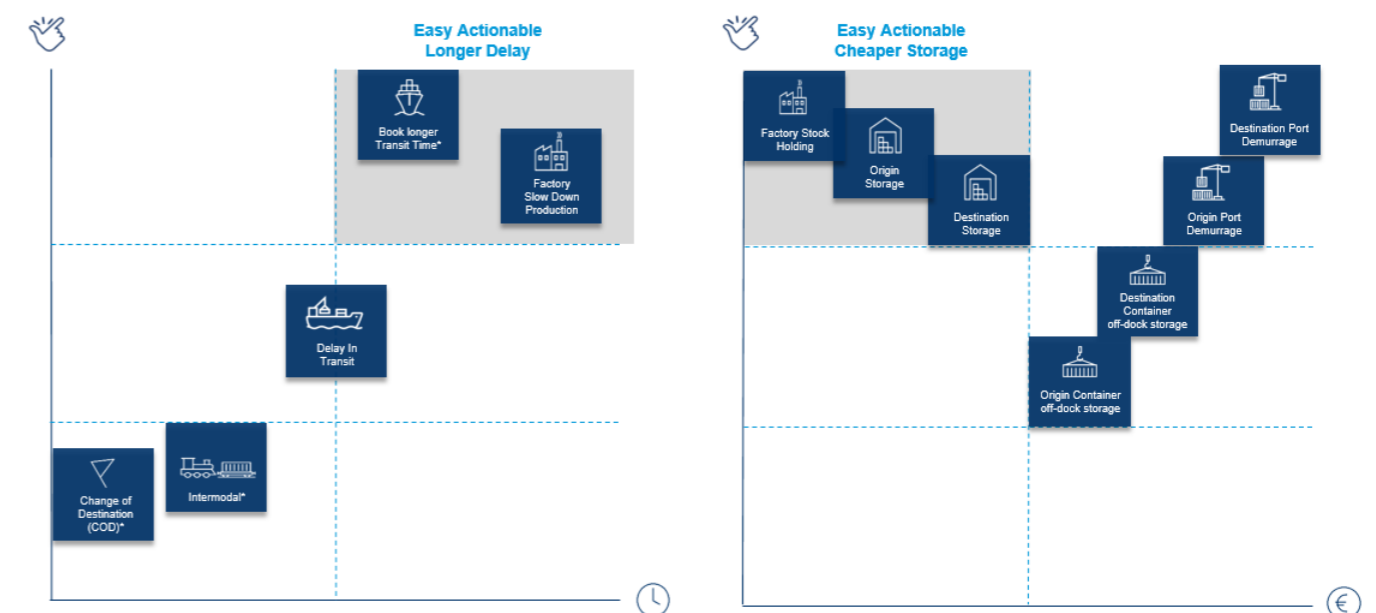 Easy Actionable
Longer Delay
Book longer
Transit Time*
Factory
Slow Down
Production
Delay In
Transit
Change of
Destination
(COD)*
Intermodal*
Easy Actionable
Cheaper Storage
Factory Stock
Holding
Origin
Storage
Destination
Storage
Destination Port
Demurrage
Origin Port
Demurrage
Destination
Container
off-dock storage
Origin Container
off-dock storage
€